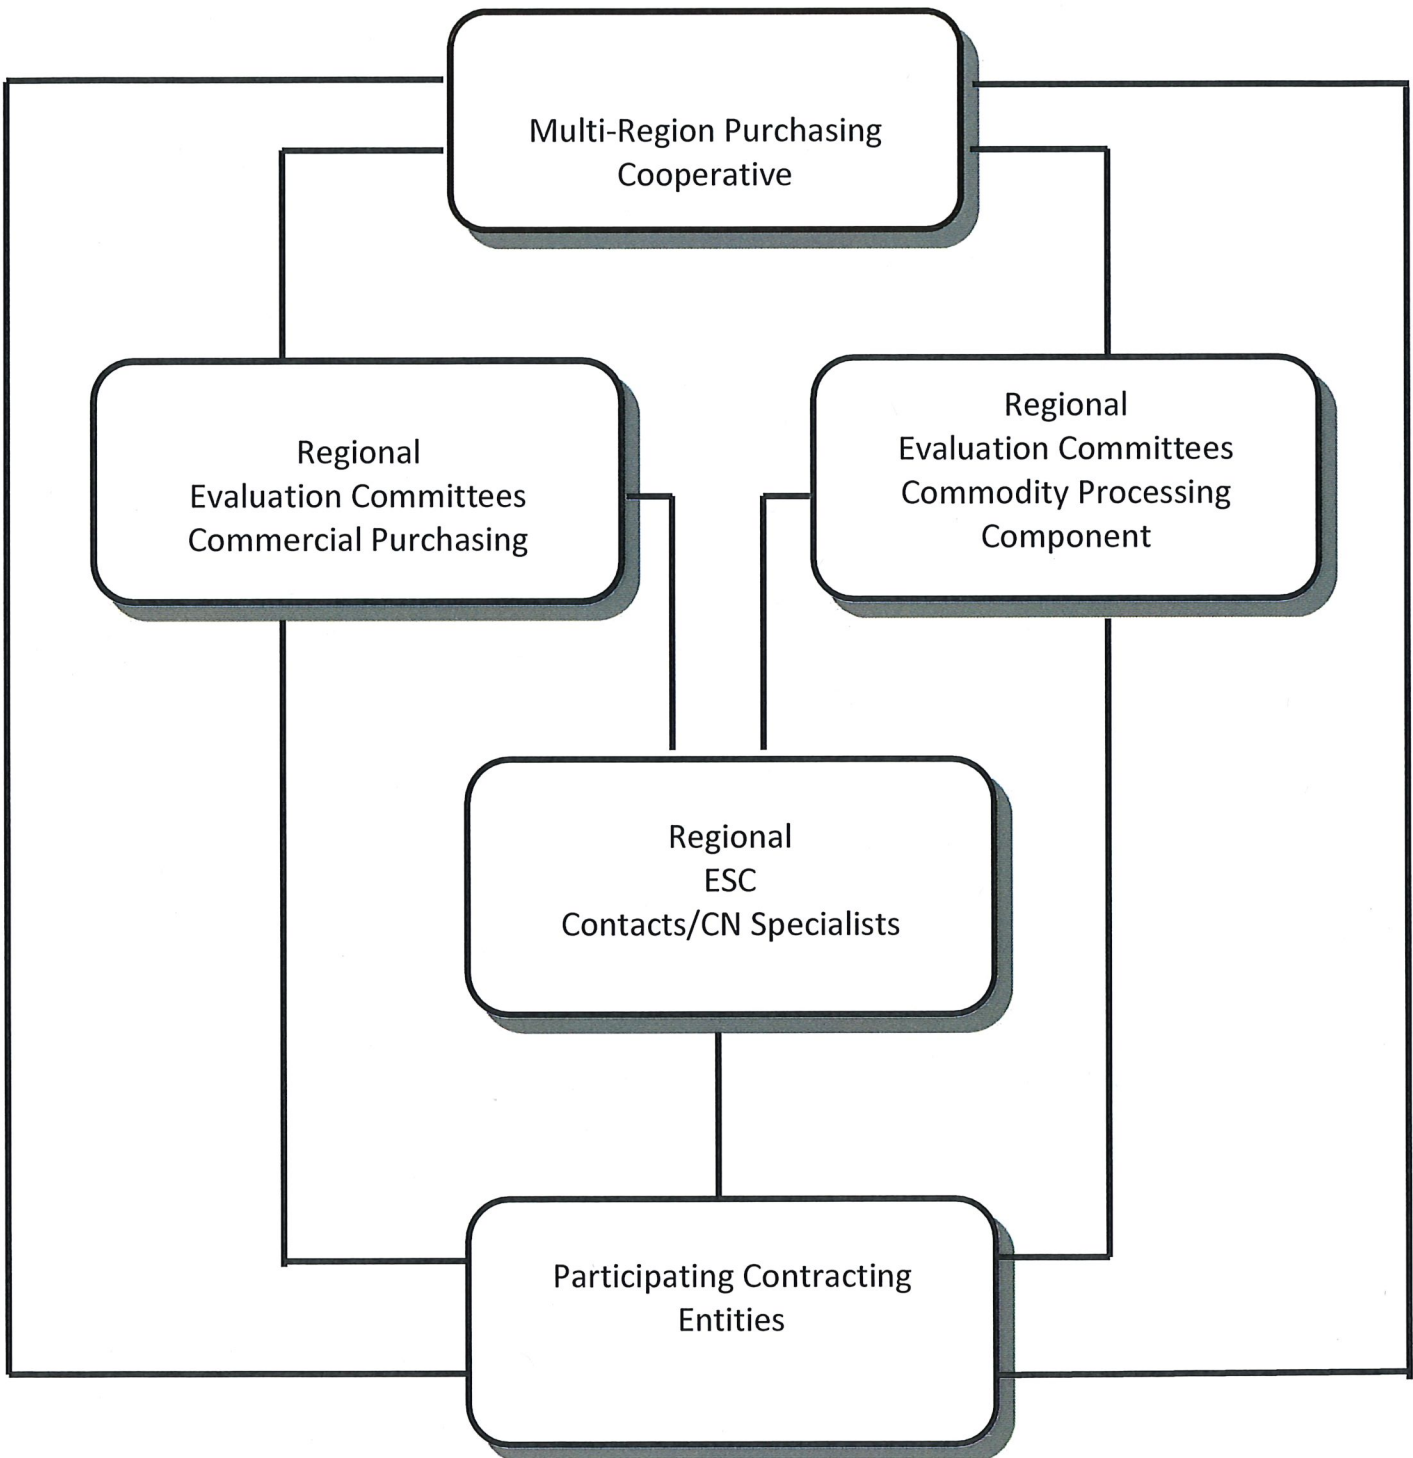 Multi-Region Purchasing
Cooperative
Regional
Evaluation Committees
Commercial Purchasing
Regional
Evaluation Committees
Commodity Processing
Component
Regional
ESC
Contacts/CN Specialists
Participating Contracting
Entities